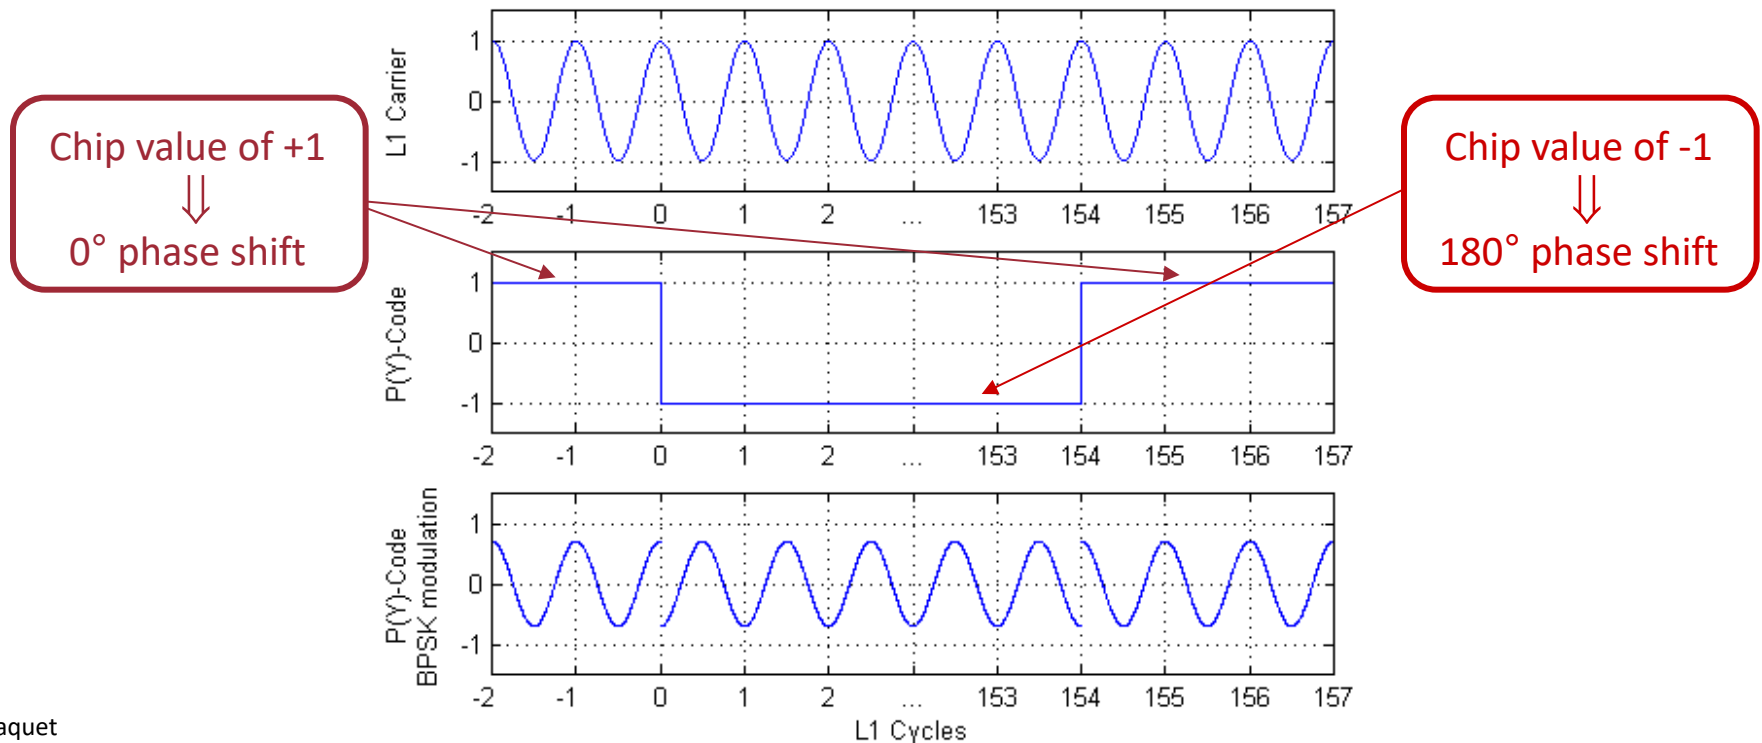 Chip value of +1
⇓
0° phase shift
L1 Carrier
1
0
-1
-2 -1 0 1 2 ... 153 154 155 156 157
Chip value of -1
⇓
180° phase shift
P(Y)-Code
1
0
-1
-2 -1 0 1 2 ... 153 154 155 156 157
P(Y)-Code
BPSK modulation
1
0
-1
-2 -1 0 1 2 ... 153 154 155 156 157
L1 Cycles
aquet